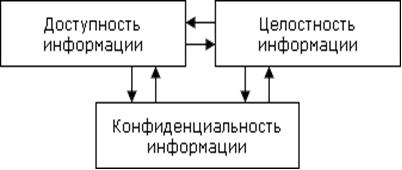 Доступность
информации
Целостность
информации
Конфиденциальность
информации